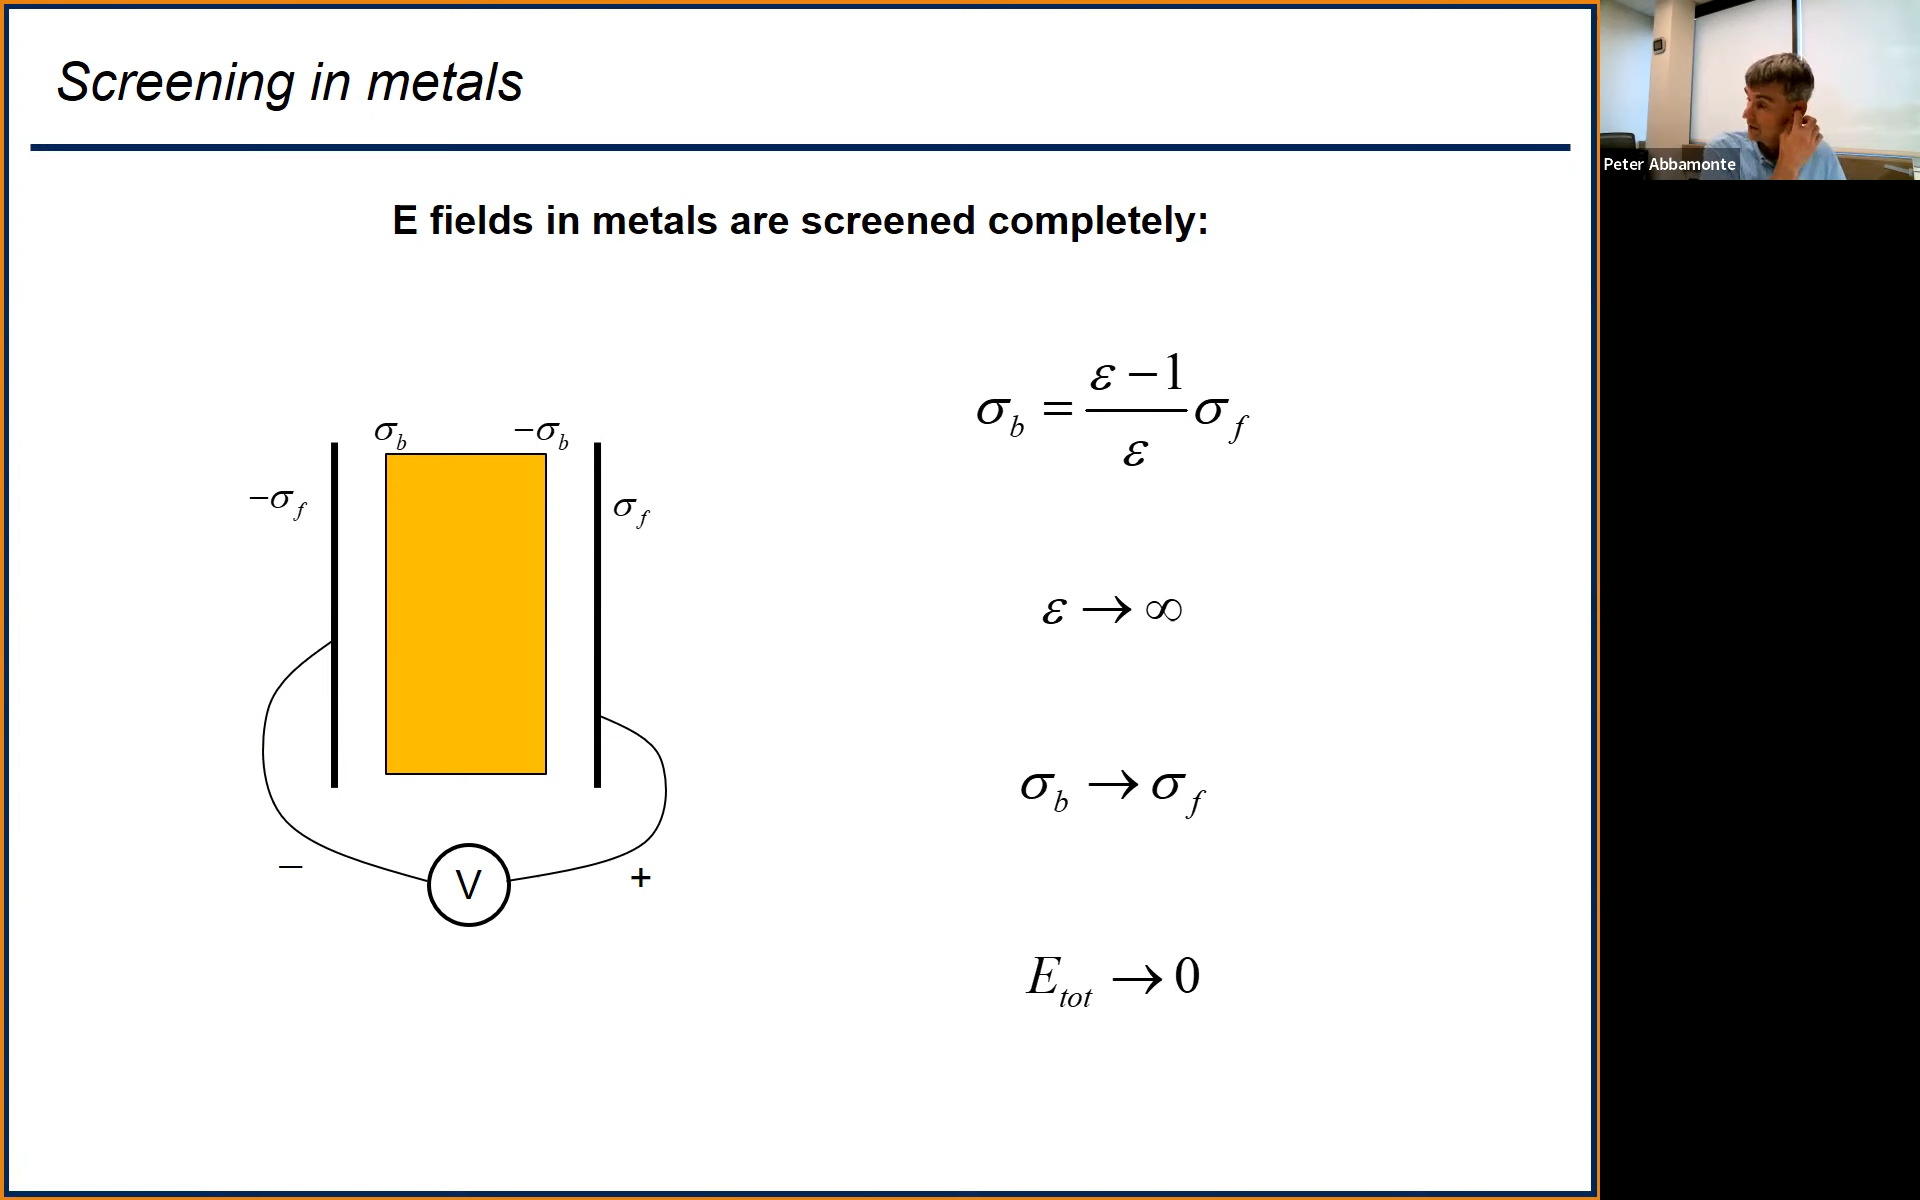 Screening in metals
Peter Abbamonte
E fields in metals are screened completely:
σ_b = (ε − 1)/ε σ_f
σ_b
−σ_b
−σ_f
σ_f
ε → ∞
σ_b → σ_f
−
V
+
E_tot → 0